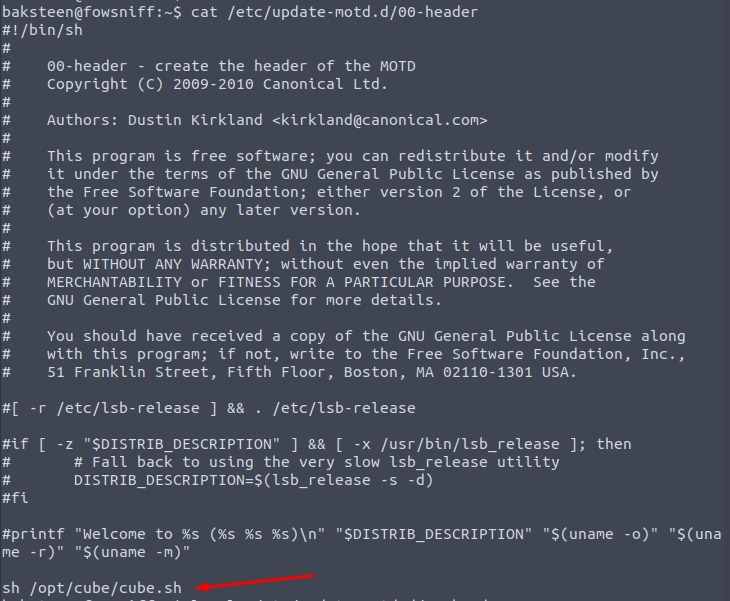 baksteen@fowsniff:~$ cat /etc/update-motd.d/00-header
#!/bin/sh
#
#    00-header - create the header of the MOTD
#    Copyright (C) 2009-2010 Canonical Ltd.
#
#    Authors: Dustin Kirkland <kirkland@canonical.com>
#
#    This program is free software; you can redistribute it and/or modify
#    it under the terms of the GNU General Public License as published by
#    the Free Software Foundation; either version 2 of the License, or
#    (at your option) any later version.
#
#    This program is distributed in the hope that it will be useful,
#    but WITHOUT ANY WARRANTY; without even the implied warranty of
#    MERCHANTABILITY or FITNESS FOR A PARTICULAR PURPOSE.  See the
#    GNU General Public License for more details.
#
#    You should have received a copy of the GNU General Public License along
#    with this program; if not, write to the Free Software Foundation, Inc.,
#    51 Franklin Street, Fifth Floor, Boston, MA 02110-1301 USA.

#[ -r /etc/lsb-release ] && . /etc/lsb-release

#if [ -z "$DISTRIB_DESCRIPTION" ] && [ -x /usr/bin/lsb_release ]; then
#       # Fall back to using the very slow lsb_release utility
#       DISTRIB_DESCRIPTION=$(lsb_release -s -d)
#fi

#printf "Welcome to %s (%s %s %s)\n" "$DISTRIB_DESCRIPTION" "$(uname -o)" "$(una
me -r)" "$(uname -m)"

sh /opt/cube/cube.sh